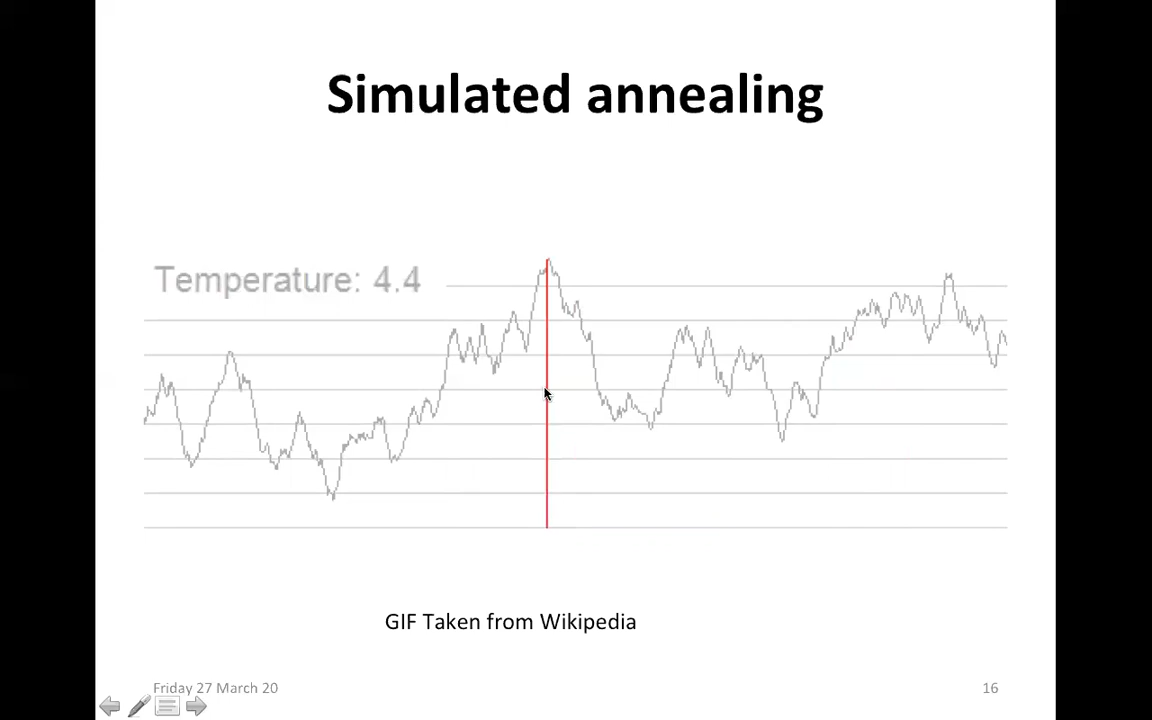 Simulated annealing
Temperature: 4.4
GIF Taken from Wikipedia
Friday 27 March 20
16